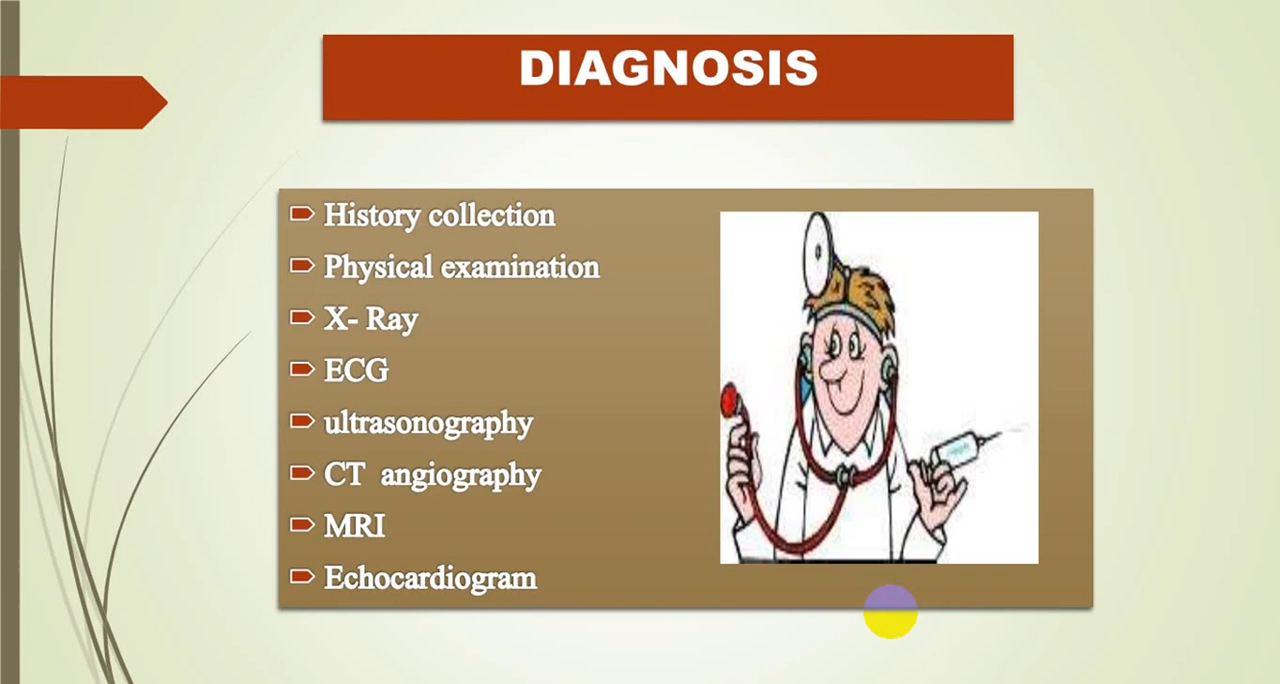 DIAGNOSIS
History collection
Physical examination
X- Ray
ECG
ultrasonography
CT angiography
MRI
Echocardiogram